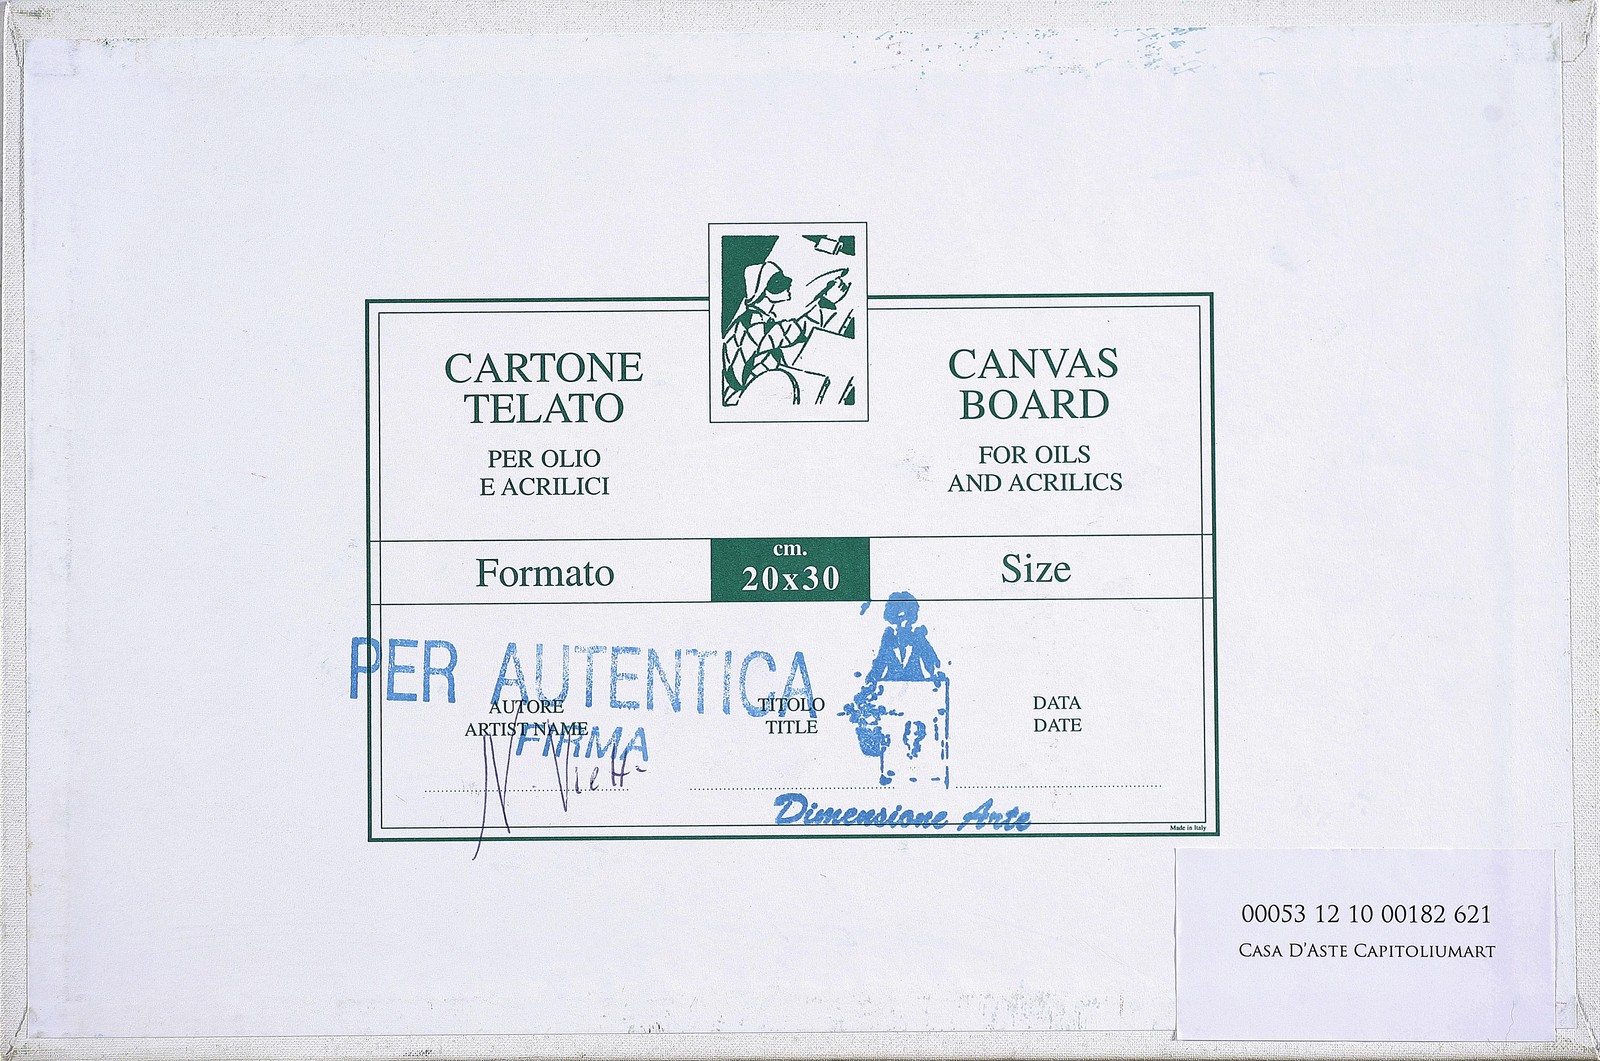 CARTONE
TELATO
PER OLIO
E ACRILICI
CANVAS
BOARD
FOR OILS
AND ACRILICS
Formato
cm.
20x30
Size
PER AUTENTICA
AUTORE
ARTIST NAME
FIRMA
TITOLO
TITLE
DATA
DATE
Dimensione Arte
Made in Italy
00053 12 10 00182 621
CASA D'ASTE CAPITOLIUMART